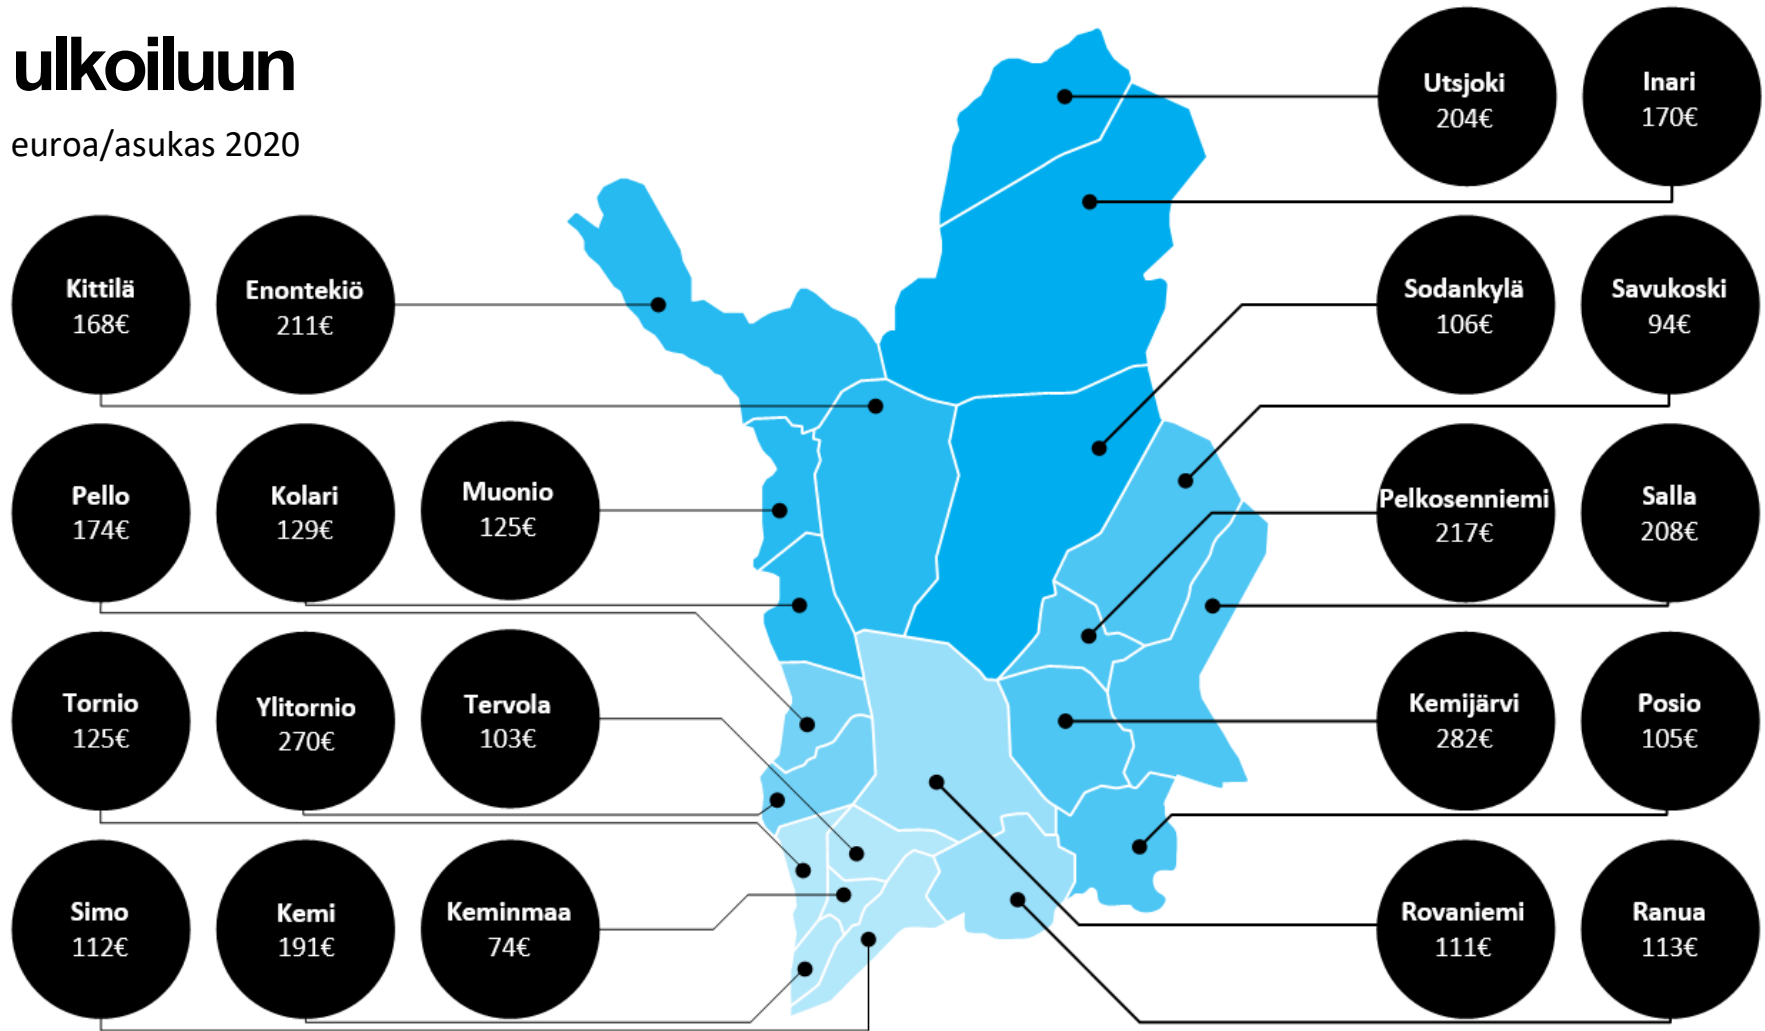 ulkoiluun
euroa/asukas 2020
Utsjoki
204€
Inari
170€
Kittilä
168€
Enontekiö
211€
Sodankylä
106€
Savukoski
94€
Pello
174€
Kolari
129€
Muonio
125€
Pelkosenniemi
217€
Salla
208€
Tornio
125€
Ylitornio
270€
Tervola
103€
Kemijärvi
282€
Posio
105€
Simo
112€
Kemi
191€
Keminmaa
74€
Rovaniemi
111€
Ranua
113€